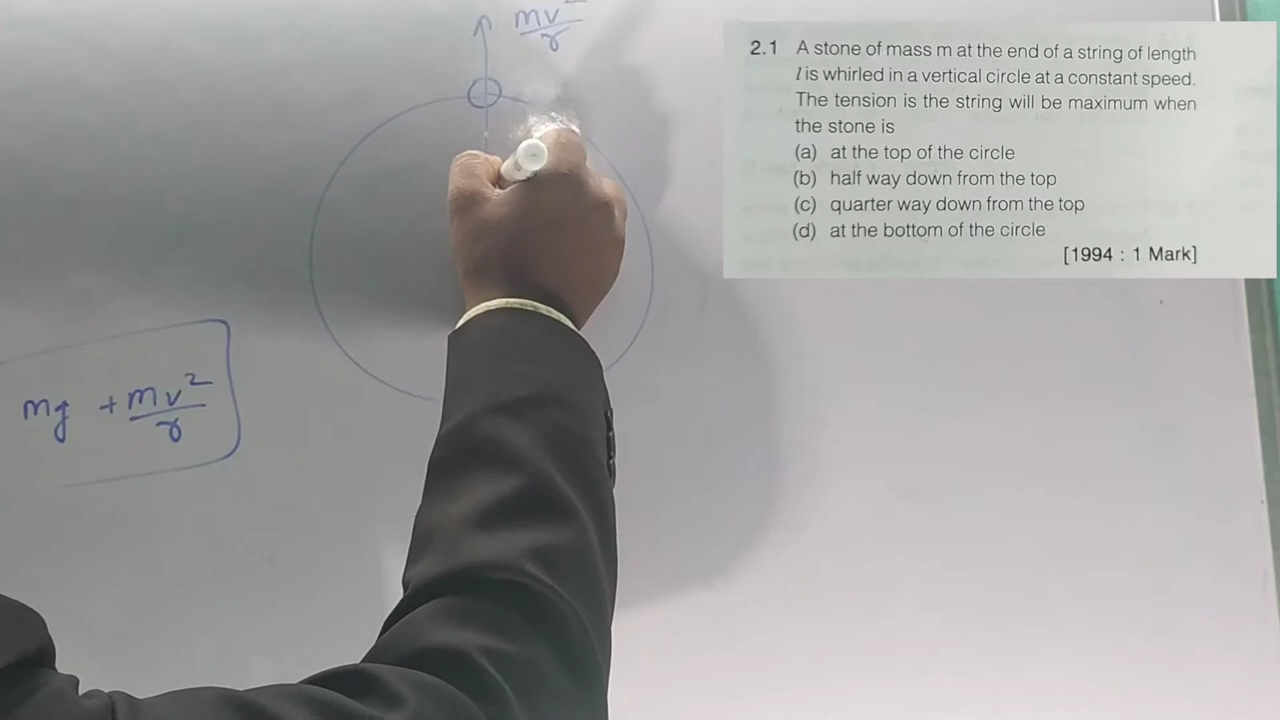 mv²/r
2.1 A stone of mass m at the end of a string of length
l is whirled in a vertical circle at a constant speed.
The tension is the string will be maximum when
the stone is
(a) at the top of the circle
(b) half way down from the top
(c) quarter way down from the top
(d) at the bottom of the circle
[1994 : 1 Mark]
mg + mv²/r